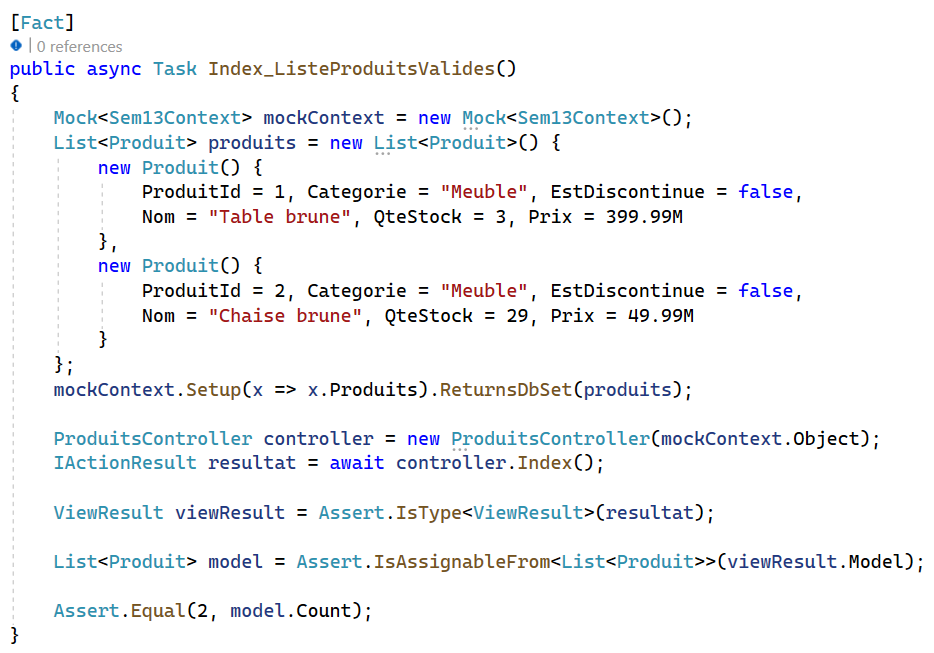 [Fact]
| 0 references
public async Task Index_ListeProduitsValides()
{
    Mock<Sem13Context> mockContext = new Mock<Sem13Context>();
    List<Produit> produits = new List<Produit>() {
        new Produit() {
            ProduitId = 1, Categorie = "Meuble", EstDiscontinue = false,
            Nom = "Table brune", QteStock = 3, Prix = 399.99M
        },
        new Produit() {
            ProduitId = 2, Categorie = "Meuble", EstDiscontinue = false,
            Nom = "Chaise brune", QteStock = 29, Prix = 49.99M
        }
    };
    mockContext.Setup(x => x.Produits).ReturnsDbSet(produits);

    ProduitsController controller = new ProduitsController(mockContext.Object);
    IActionResult resultat = await controller.Index();

    ViewResult viewResult = Assert.IsType<ViewResult>(resultat);

    List<Produit> model = Assert.IsAssignableFrom<List<Produit>>(viewResult.Model);

    Assert.Equal(2, model.Count);
}